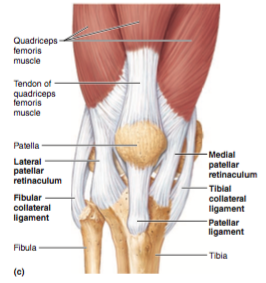 Quadriceps
femoris
muscle
Tendon of
quadriceps
femoris
muscle
Patella
Lateral
patellar
retinaculum
Fibular
collateral
ligament
Fibula
(c)
Medial
patellar
retinaculum
Tibial
collateral
ligament
Patellar
ligament
Tibia